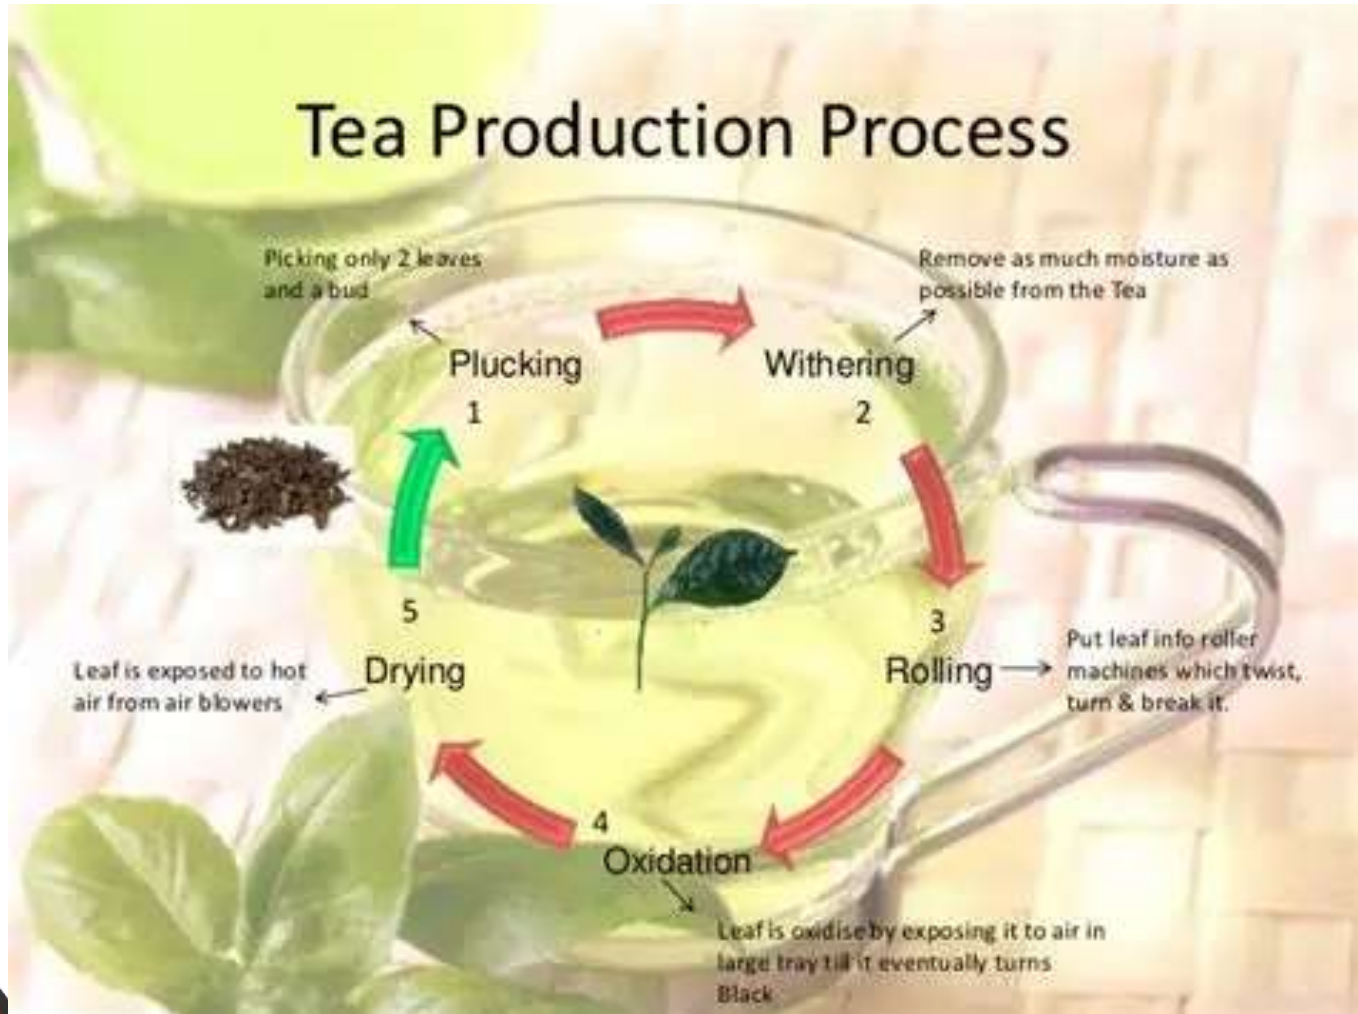 Tea Production Process
Picking only 2 leaves
and a bud
Plucking
1
Remove as much moisture as
possible from the Tea
Withering
2
3
Rolling
Put leaf info roller
machines which twist,
turn & break it.
4
Oxidation
Leaf is oxidise by exposing it to air in
large tray till it eventually turns
Black
5
Drying
Leaf is exposed to hot
air from air blowers